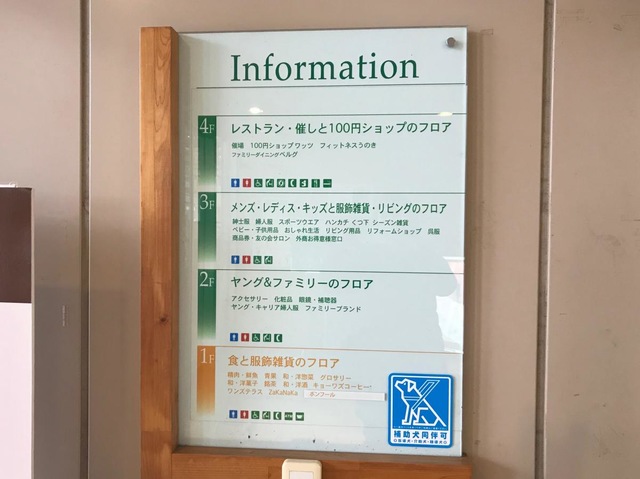 Information
4F レストラン・催しと100円ショップのフロア
催場 100円ショップワッツ フィットネスうのき
ファミリーダイニングベルグ
3F メンズ・レディス・キッズと服飾雑貨・リビングのフロア
紳士服 婦人服 スポーツウエア ハンカチ くつ下 シーズン雑貨
ベビー・子供用品 おしゃれ生活 リビング用品 リフォームショップ 呉服
商品券・友の会サロン 外商お得意様窓口
2F ヤング&ファミリーのフロア
アクセサリー 化粧品 眼鏡・補聴器
ヤング・キャリア婦人服 ファミリーブランド
1F 食と服飾雑貨のフロア
精肉・鮮魚 青果 和・洋惣菜 グロサリー
和・洋菓子 銘茶 和・洋酒 キョーワズコーヒー
ワンズテラス ZaKaNaKa ボンフール
補助犬同伴可
盲導犬・介助犬・聴導犬